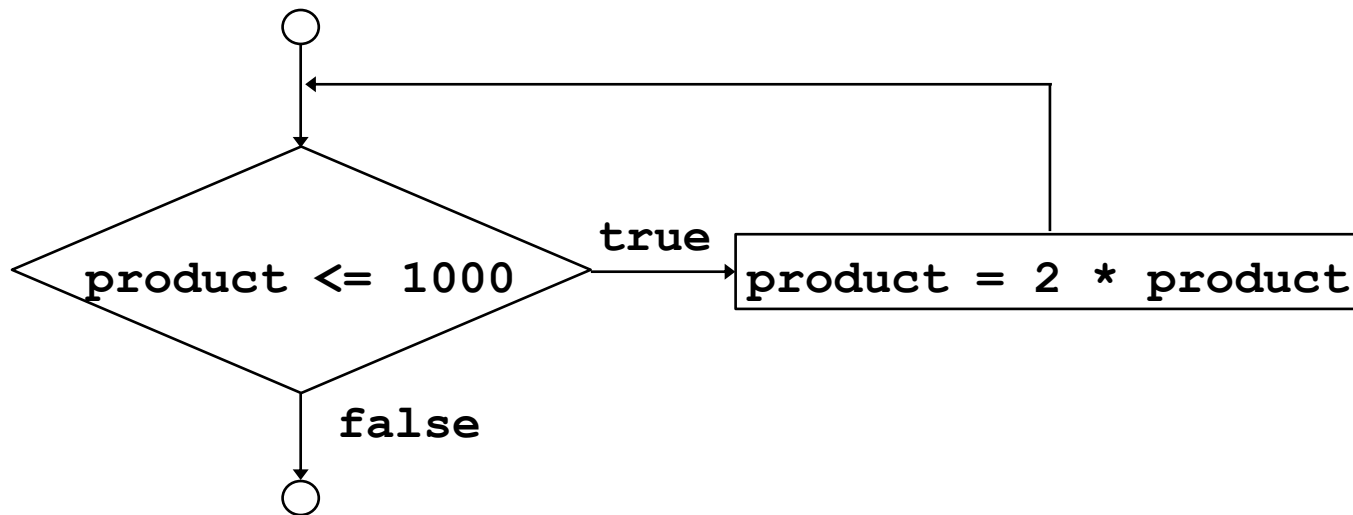 true
product <= 1000
product = 2 * product
false